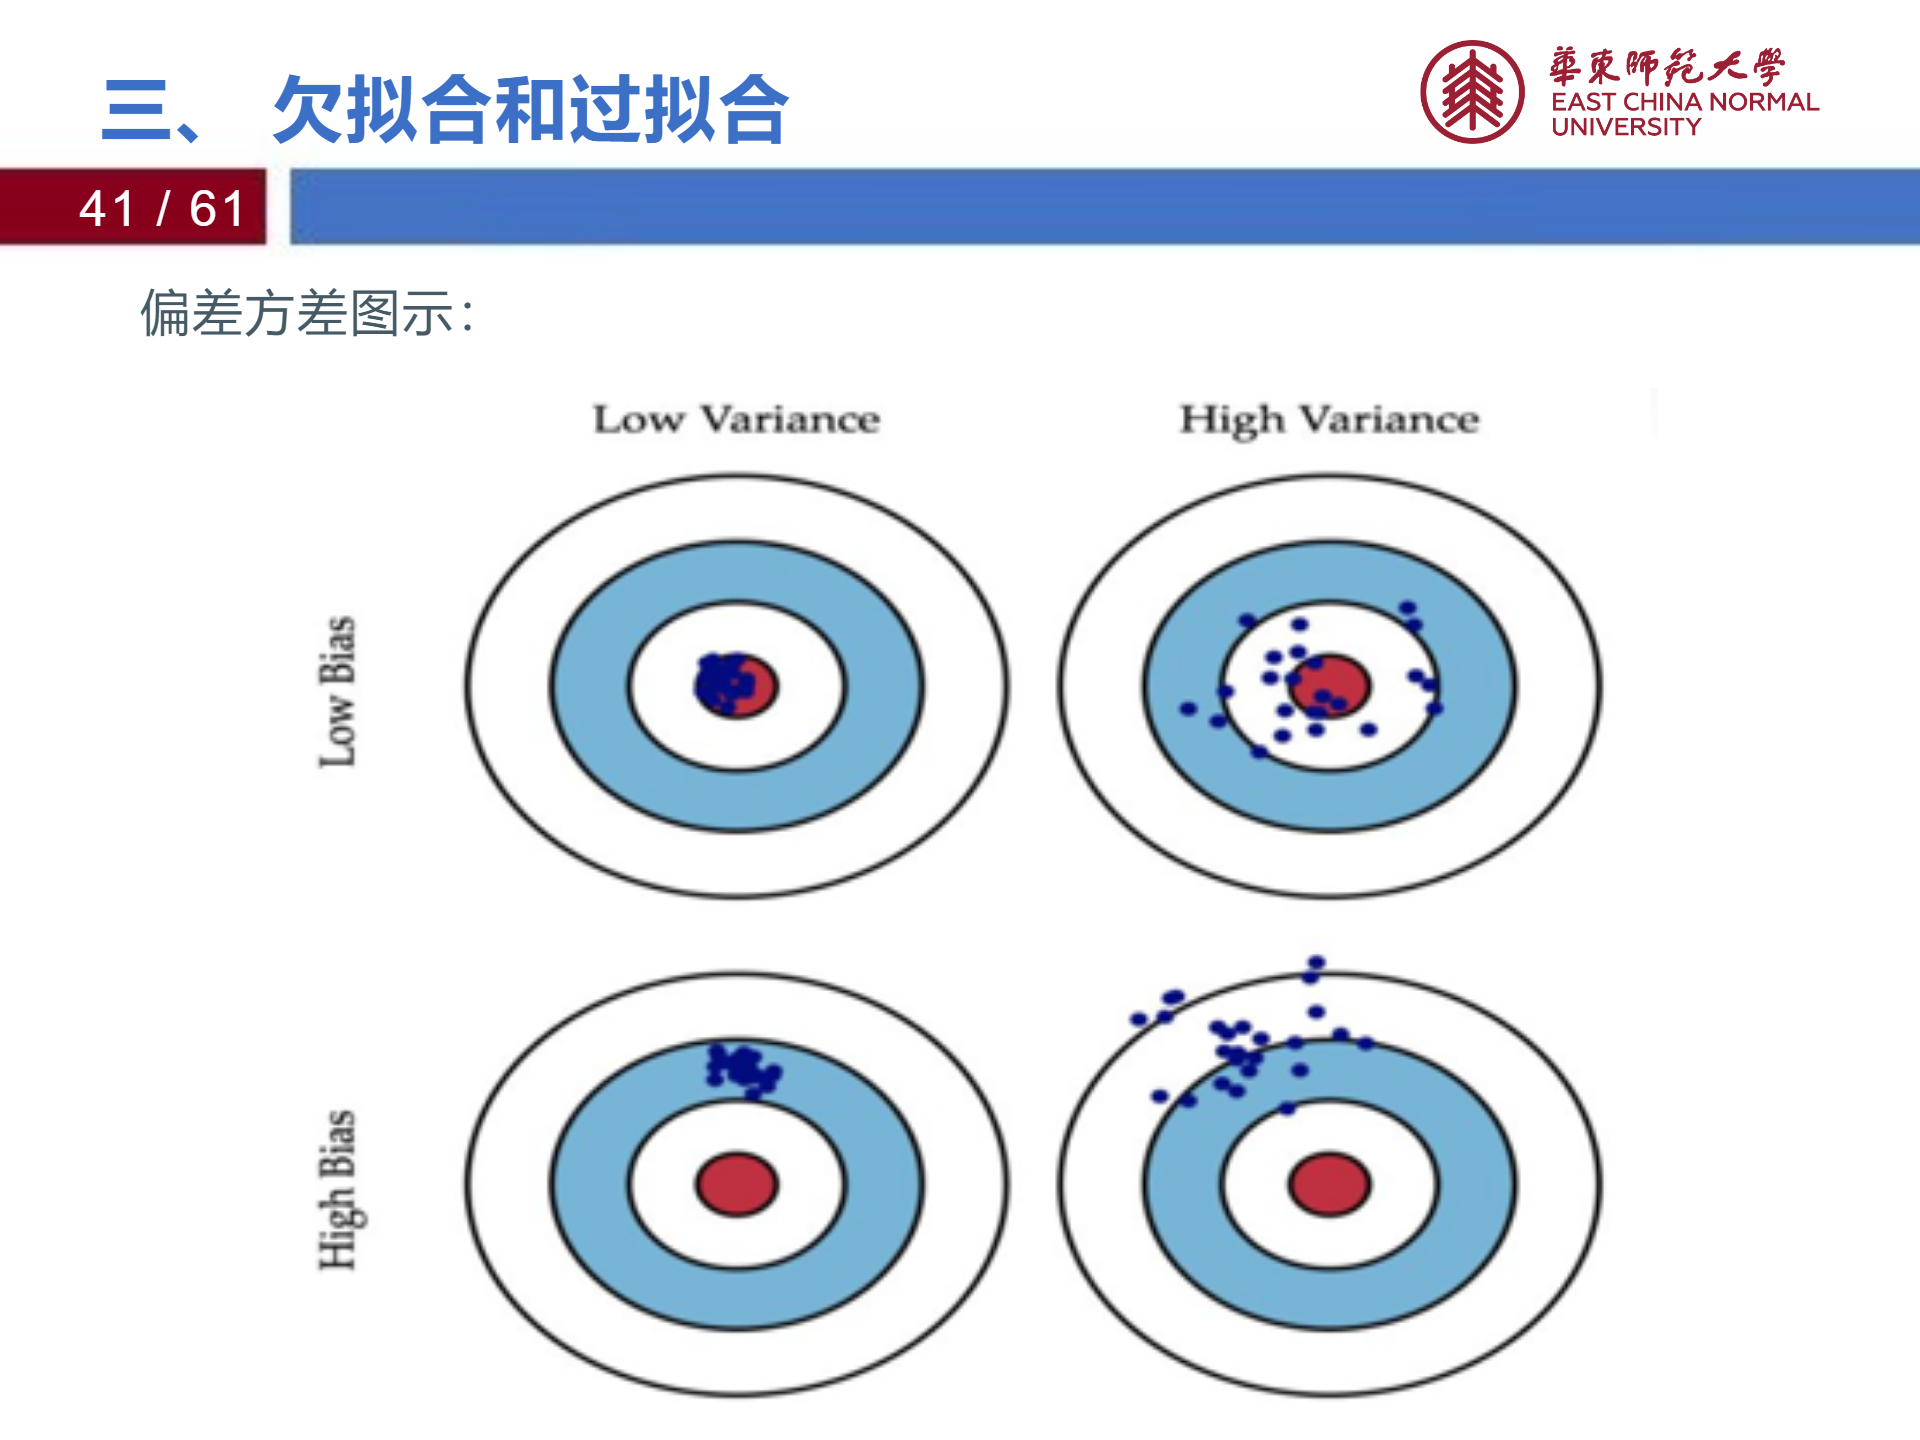 三、 欠拟合和过拟合
華東師範大學
EAST CHINA NORMAL
UNIVERSITY
41 / 61
偏差方差图示：
Low Variance
High Variance
Low Bias
High Bias